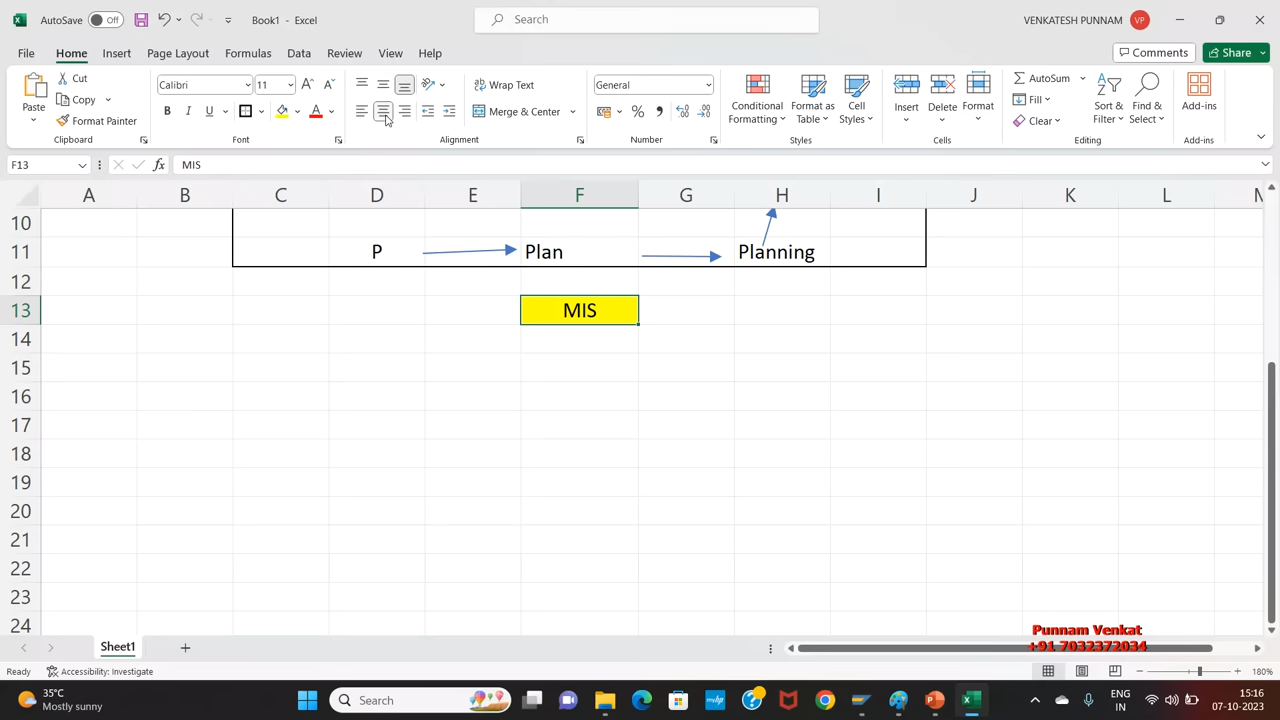 AutoSave Off Book1 - Excel Search VENKATESH PUNNAM VP
File Home Insert Page Layout Formulas Data Review View Help Comments Share
Paste Cut Copy Format Painter Clipboard
Calibri 11 B I U Font
Wrap Text Merge & Center Alignment
General Number
Conditional Formatting Format as Table Cell Styles Styles
Insert Delete Format Cells
AutoSum Fill Clear Sort & Filter Find & Select Editing
Add-ins Add-ins
F13 fx MIS
A B C D E F G H I J K L M
10
11 P Plan Planning
12
13 MIS
14
15
16
17
18
19
20
21
22
23
24
Sheet1
Punnam Venkat
+91 7032372034
Ready Accessibility: Investigate 180%
35°C Mostly sunny Search ENG IN 15:16 07-10-2023